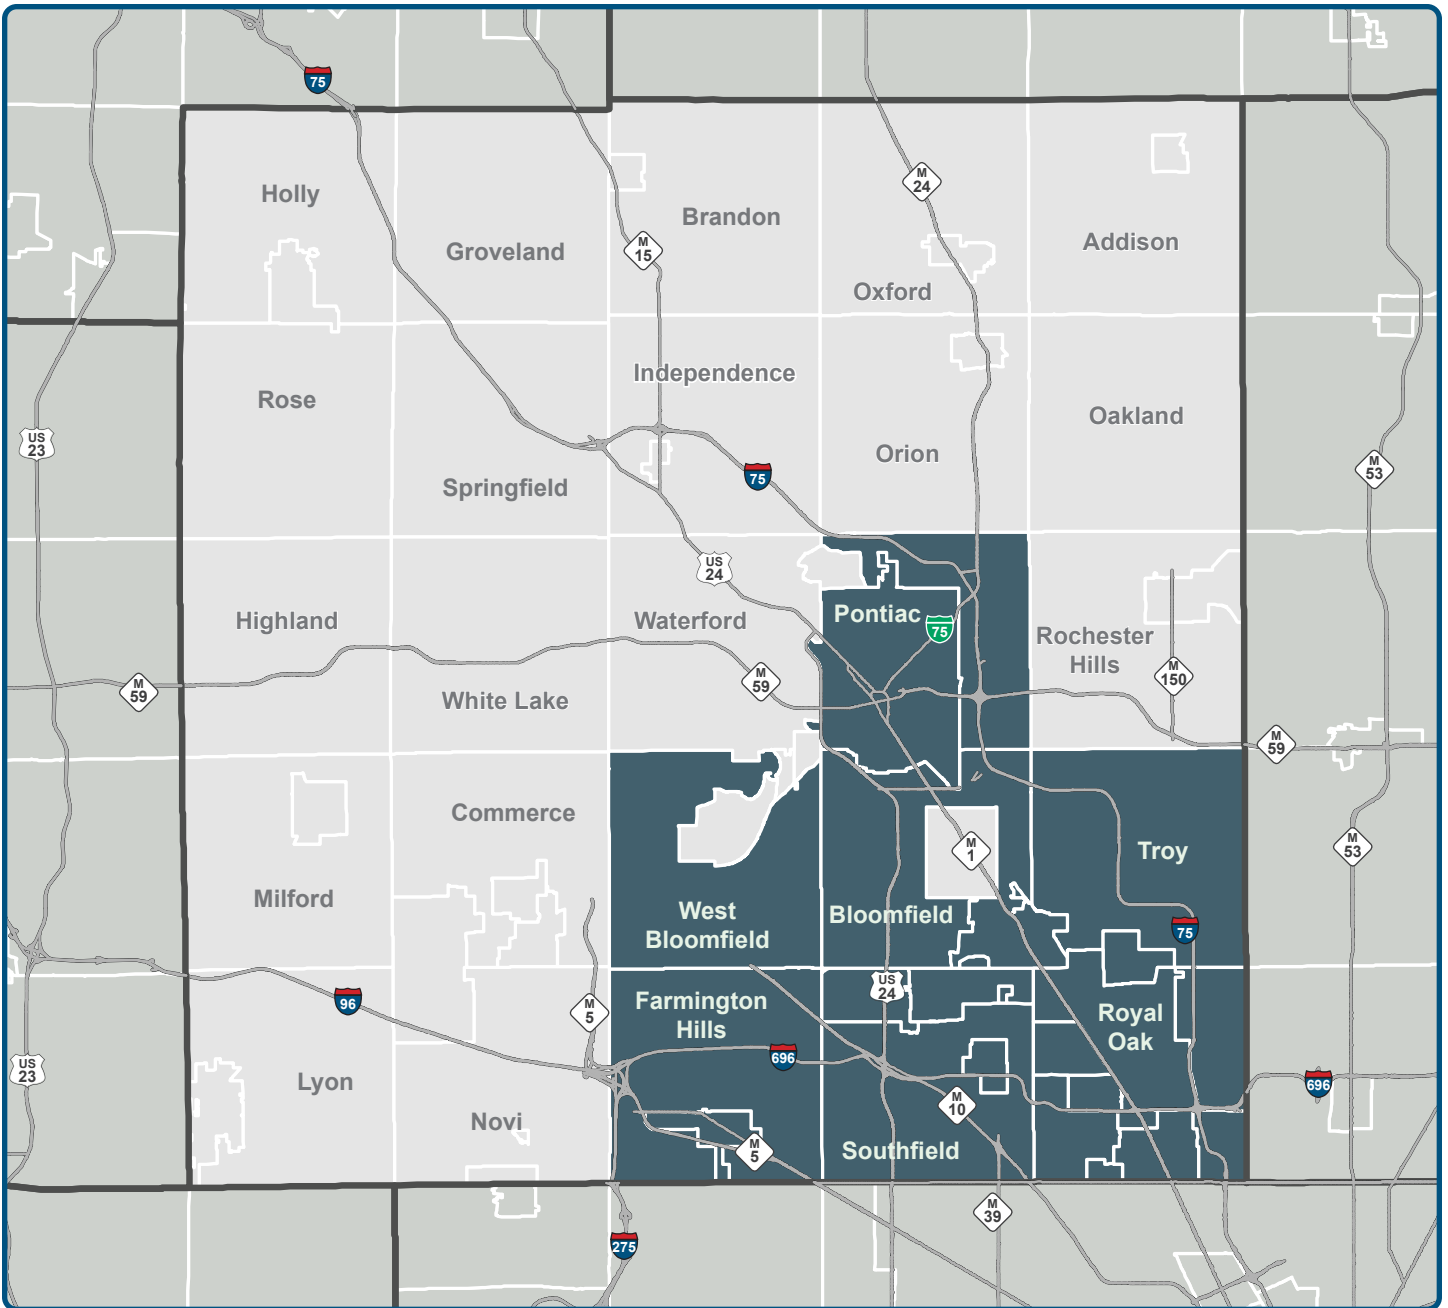 75
Holly
M
24
Brandon
Addison
Groveland
M
15
Oxford
Independence
Rose
Oakland
US
23
Orion
M
53
75
Springfield
US
24
Highland
Waterford
Pontiac
75
Rochester
Hills
M
59
M
59
M
150
White Lake
M
59
Commerce
M
1
Troy
M
53
Milford
West
Bloomfield
Bloomfield
75
96
M
5
Farmington
Hills
US
24
Royal
Oak
US
23
Lyon
696
696
M
10
Novi
M
5
Southfield
M
39
275